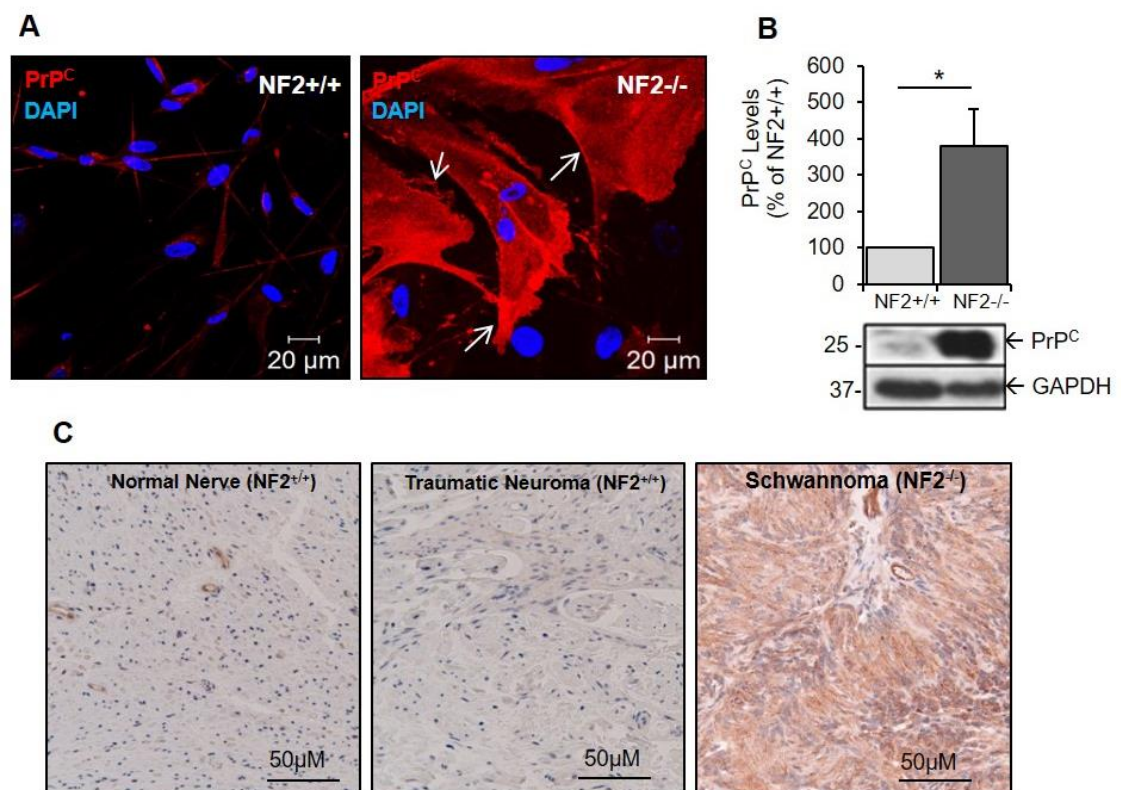 A
PrPᶜ
DAPI
NF2+/+
20 µm
PrPᶜ
DAPI
NF2-/-
20 µm
B
PrPᶜ Levels
(% of NF2+/+)
600
500
400
300
200
100
0
*
NF2+/+ NF2-/-
25 - PrPᶜ
37- GAPDH
C
Normal Nerve (NF2⁺/⁺)
50µM
Traumatic Neuroma (NF2⁺/⁺)
50µM
Schwannoma (NF2⁻/⁻)
50µM